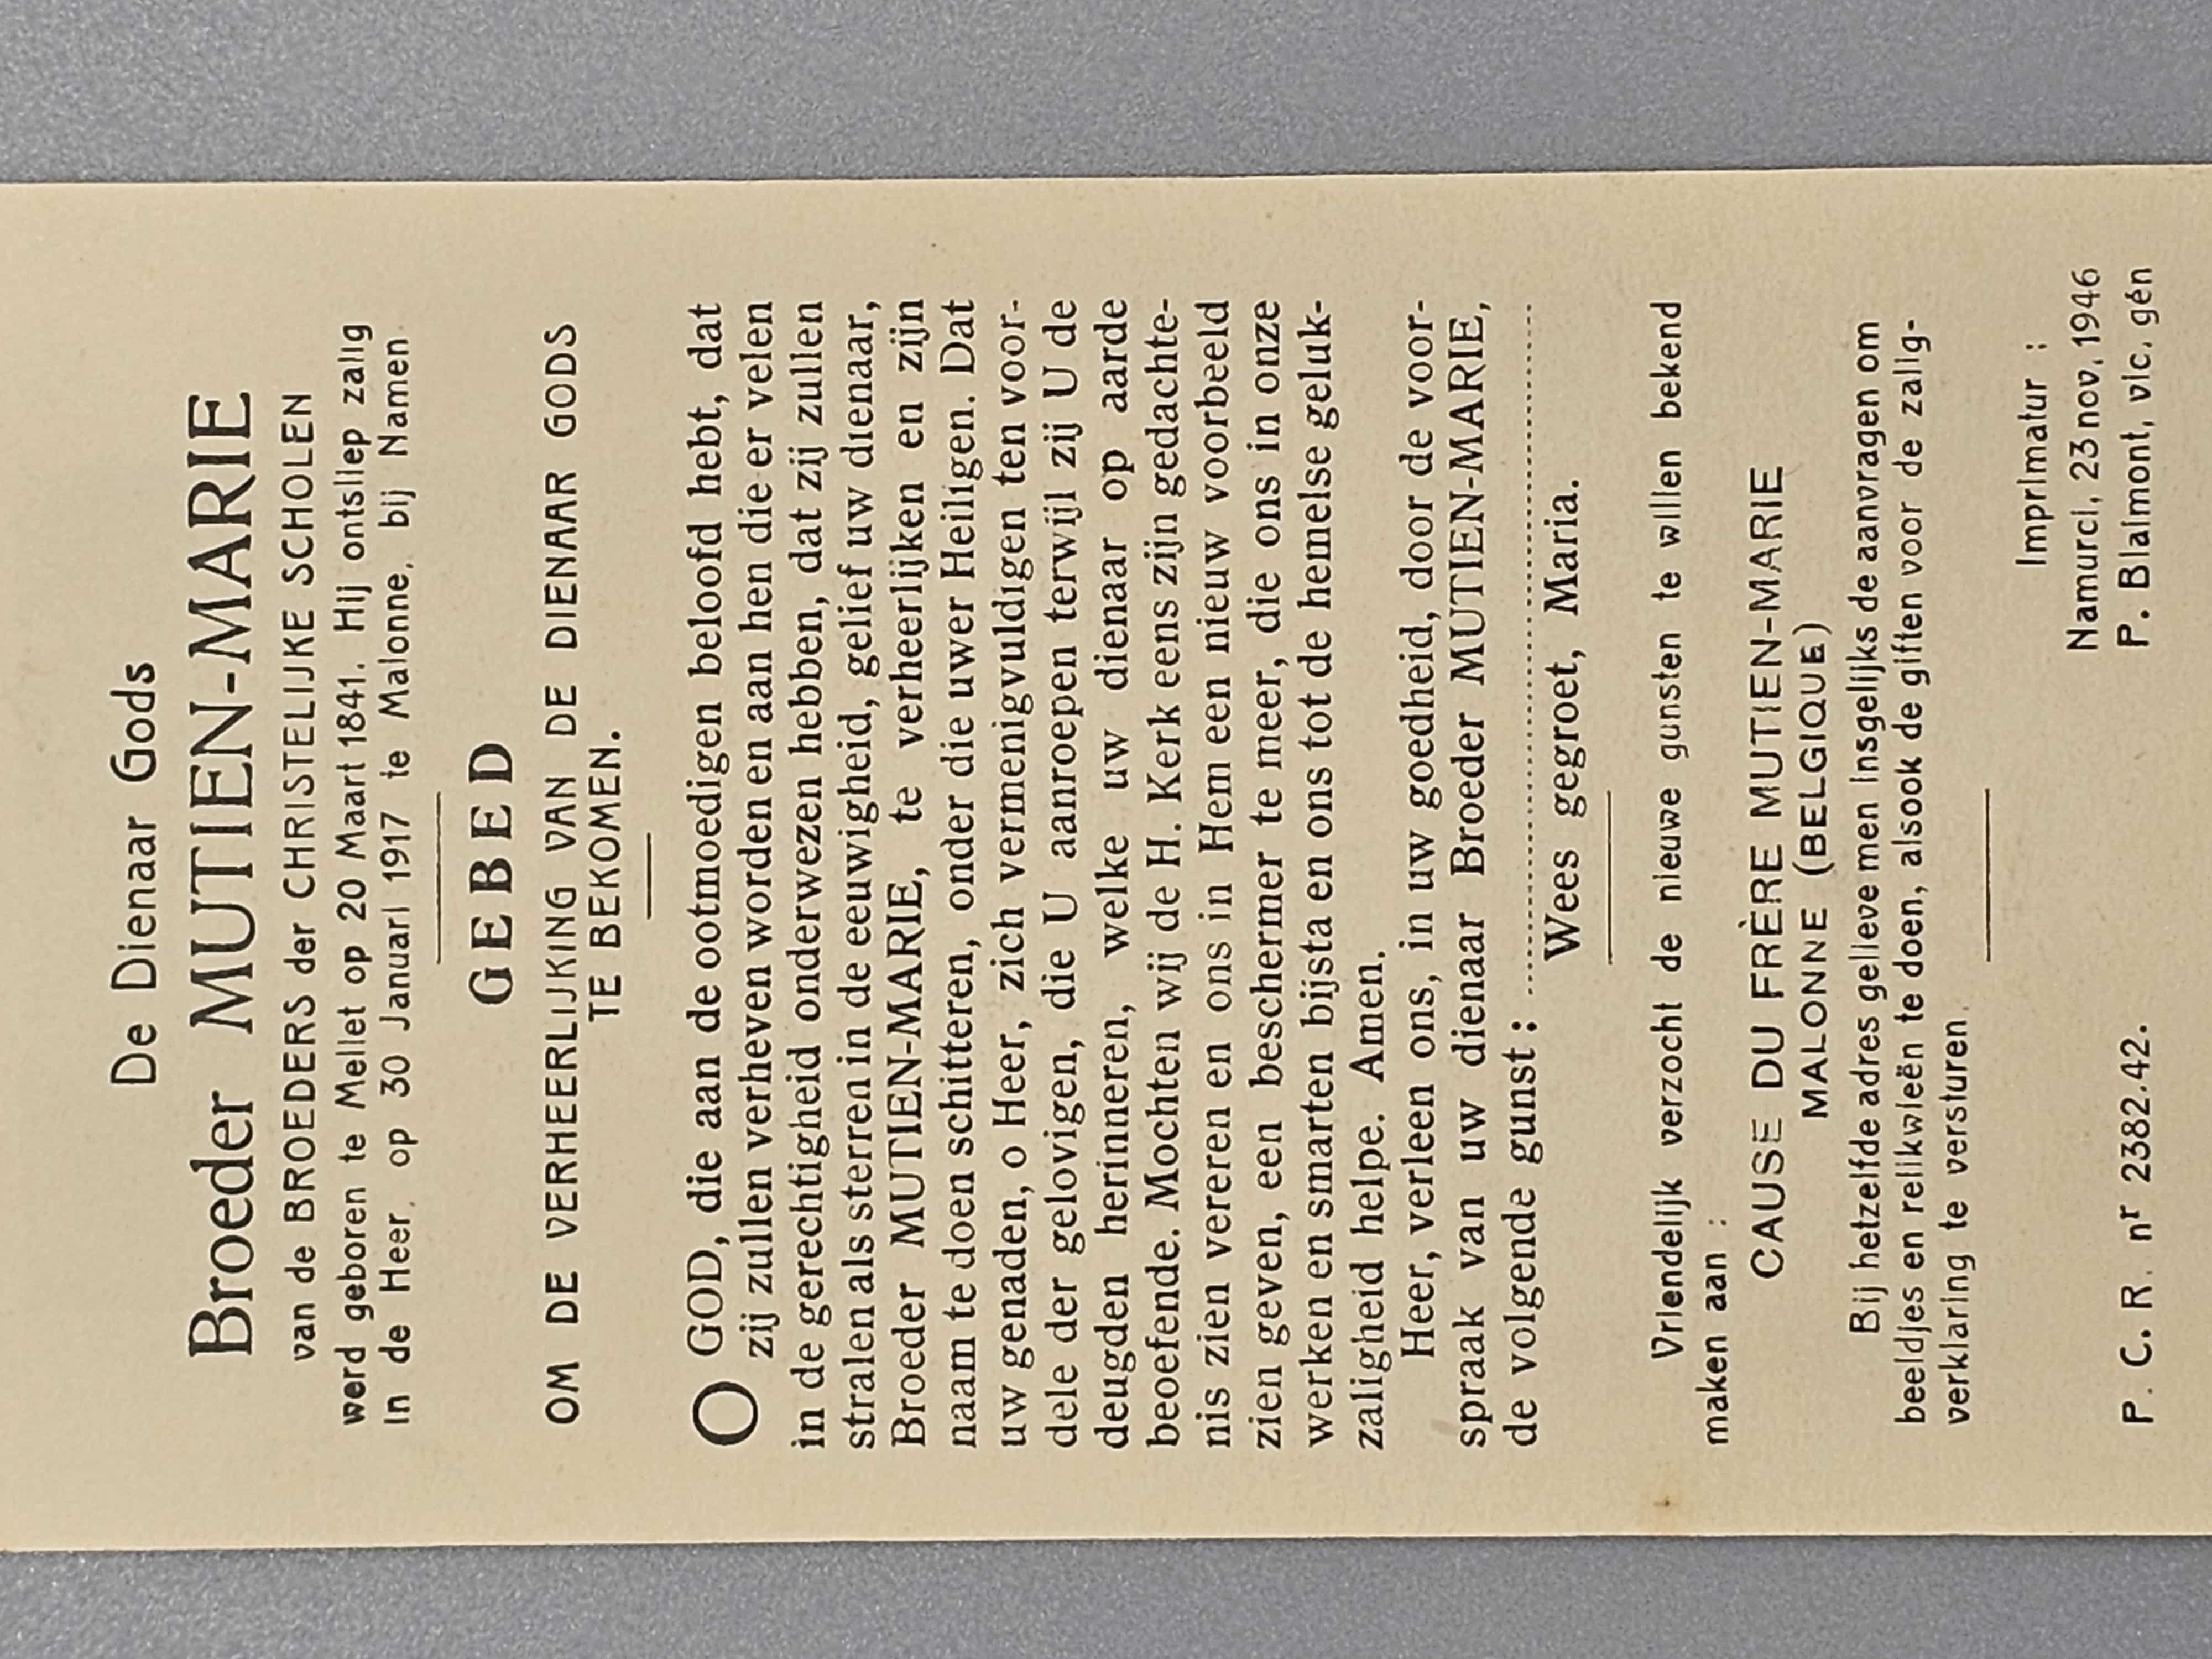 De Dienaar Gods
Broeder MUTIEN-MARIE
van de BROEDERS der CHRISTELIJKE SCHOLEN
werd geboren te Mellet op 20 Maart 1841. Hij ontsliep zalig
in de Heer, op 30 Januari 1917 te Malonne, bij Namen.
GEBED
OM DE VERHEERLIJKING VAN DE DIENAAR GODS
TE BEKOMEN.
O GOD, die aan de ootmoedigen beloofd hebt, dat
zij zullen verheven worden en aan hen die er velen
in de gerechtigheid onderwezen hebben, dat zij zullen
stralen als sterren in de eeuwigheid, gelief uw dienaar,
Broeder MUTIEN-MARIE, te verheerlijken en zijn
naam te doen schitteren, onder die uwer Heiligen. Dat
uw genaden, o Heer, zich vermenigvuldigen ten voor-
dele der gelovigen, die U aanroepen terwijl zij U de
deugden herinneren, welke uw dienaar op aarde
beoefende. Mochten wij de H. Kerk eens zijn gedachte-
nis zien vereren en ons in Hem een nieuw voorbeeld
zien geven, een beschermer te meer, die ons in onze
werken en smarten bijsta en ons tot de hemelse geluk-
zaligheid helpe. Amen.
Heer, verleen ons, in uw goedheid, door de voor-
spraak van uw dienaar Broeder MUTIEN-MARIE,
de volgende gunst : ..............................
Wees gegroet, Maria.
Vriendelijk verzocht de nieuwe gunsten te willen bekend
maken aan :
CAUSE DU FRÈRE MUTIEN-MARIE
MALONNE (BELGIQUE)
Bij hetzelfde adres gelieve men insgelijks de aanvragen om
beeldjes en relikwieën te doen, alsook de giften voor de zalig-
verklaring te versturen.
Imprimatur :
Namurci, 23 nov. 1946
P. C. R. nr 2382.42. P. Blaimont, vic. gén